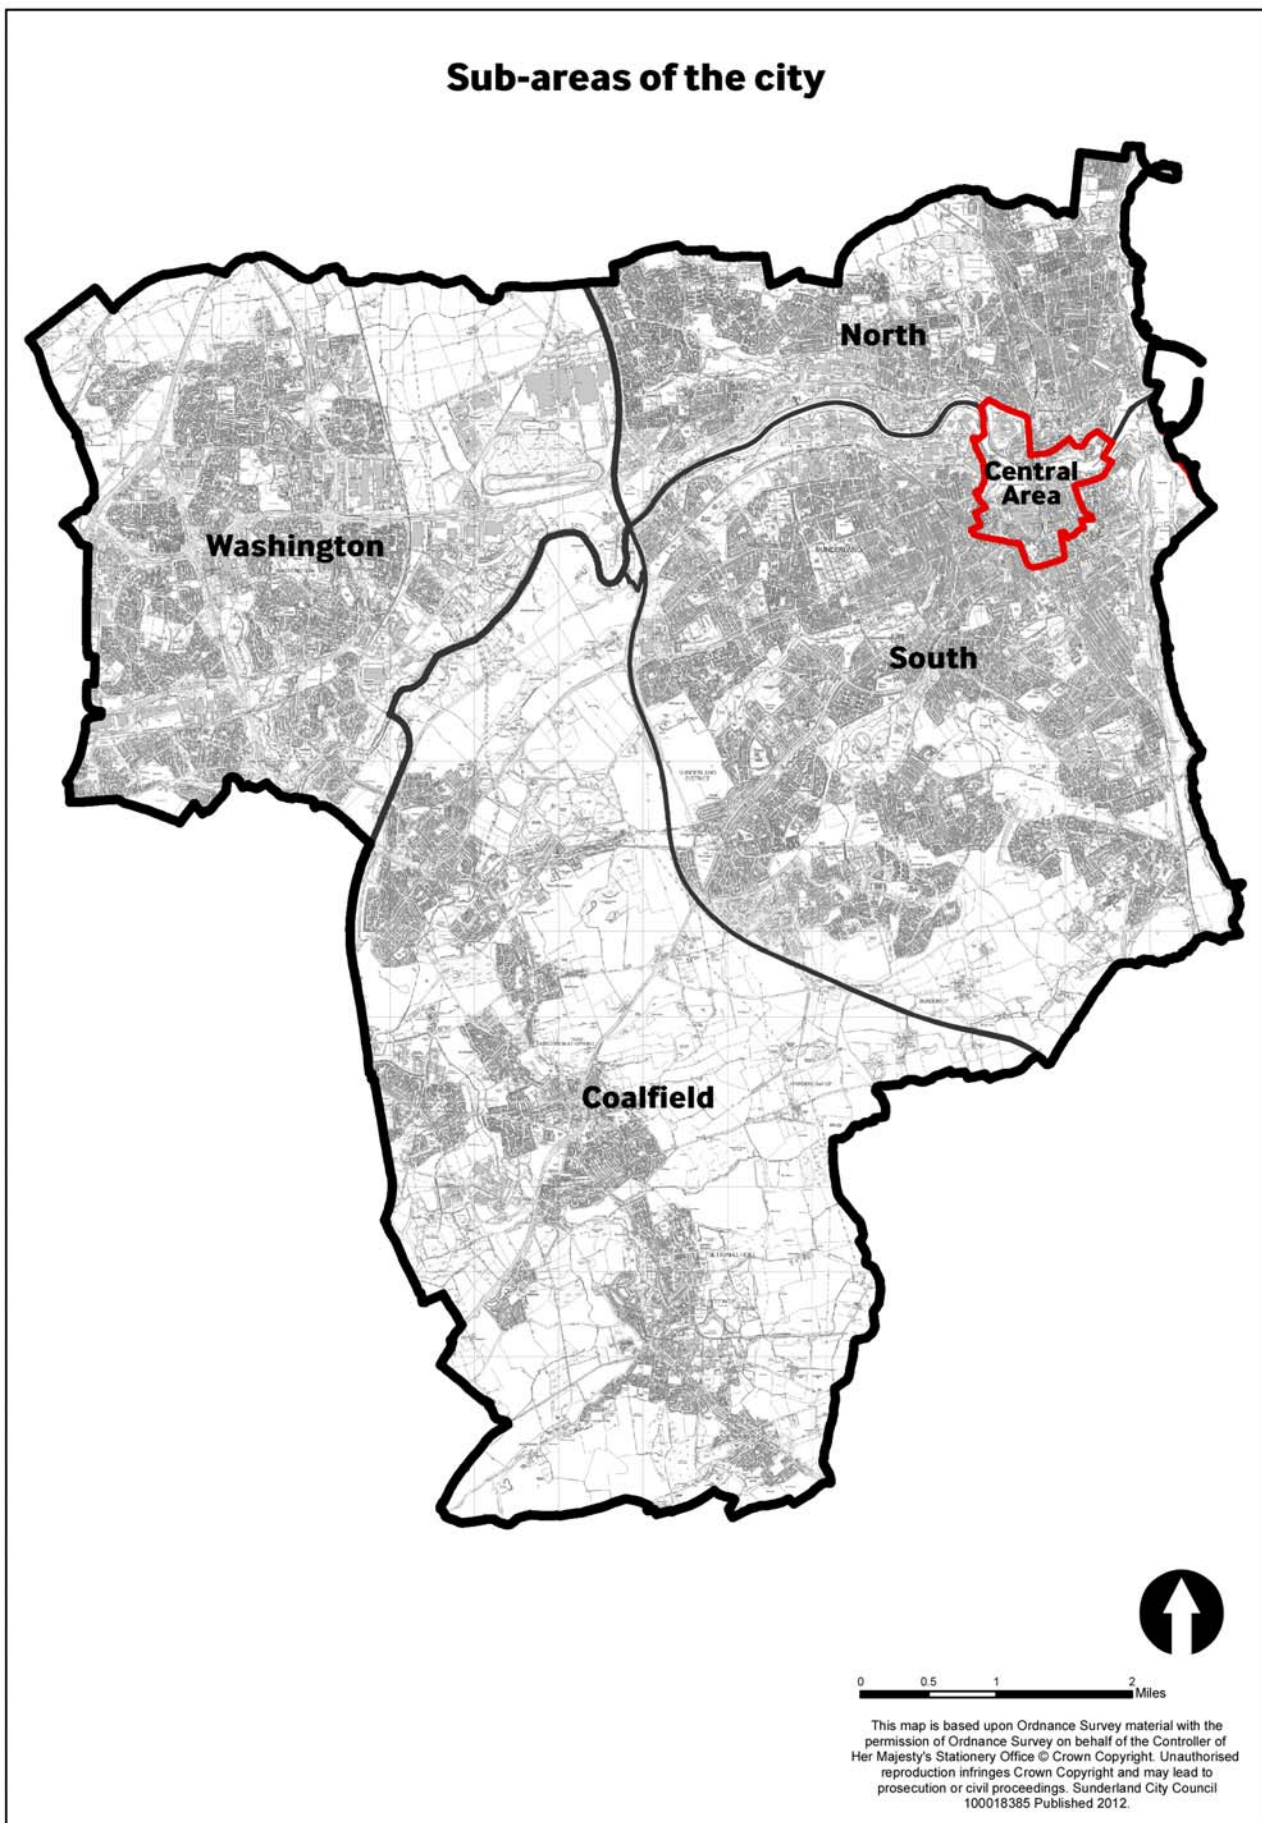 Sub-areas of the city
North
Central
Area
Washington
SUNDERLAND
South
SUNDERLAND
DISTRICT
Coalfield
0 0.5 1 2
Miles
This map is based upon Ordnance Survey material with the
permission of Ordnance Survey on behalf of the Controller of
Her Majesty's Stationery Office © Crown Copyright. Unauthorised
reproduction infringes Crown Copyright and may lead to
prosecution or civil proceedings. Sunderland City Council
100018385 Published 2012.